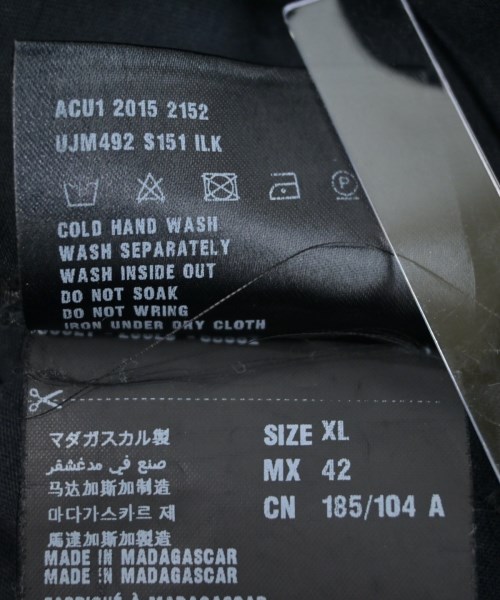 ACU1 2015 2152
UJM492 S151 ILK
COLD HAND WASH
WASH SEPARATELY
WASH INSIDE OUT
DO NOT SOAK
DO NOT WRING
IRON UNDER DRY CLOTH
SIZE XL
MX 42
CN 185/104 A
マダガスカル製
صنع في مدغشقر
马达加斯加制造
마다가스카르 제
馬達加斯加製造
MADE IN MADAGASCAR
MADE IN MADAGASCAR
FABRIQUÉ À MADAGASCAR